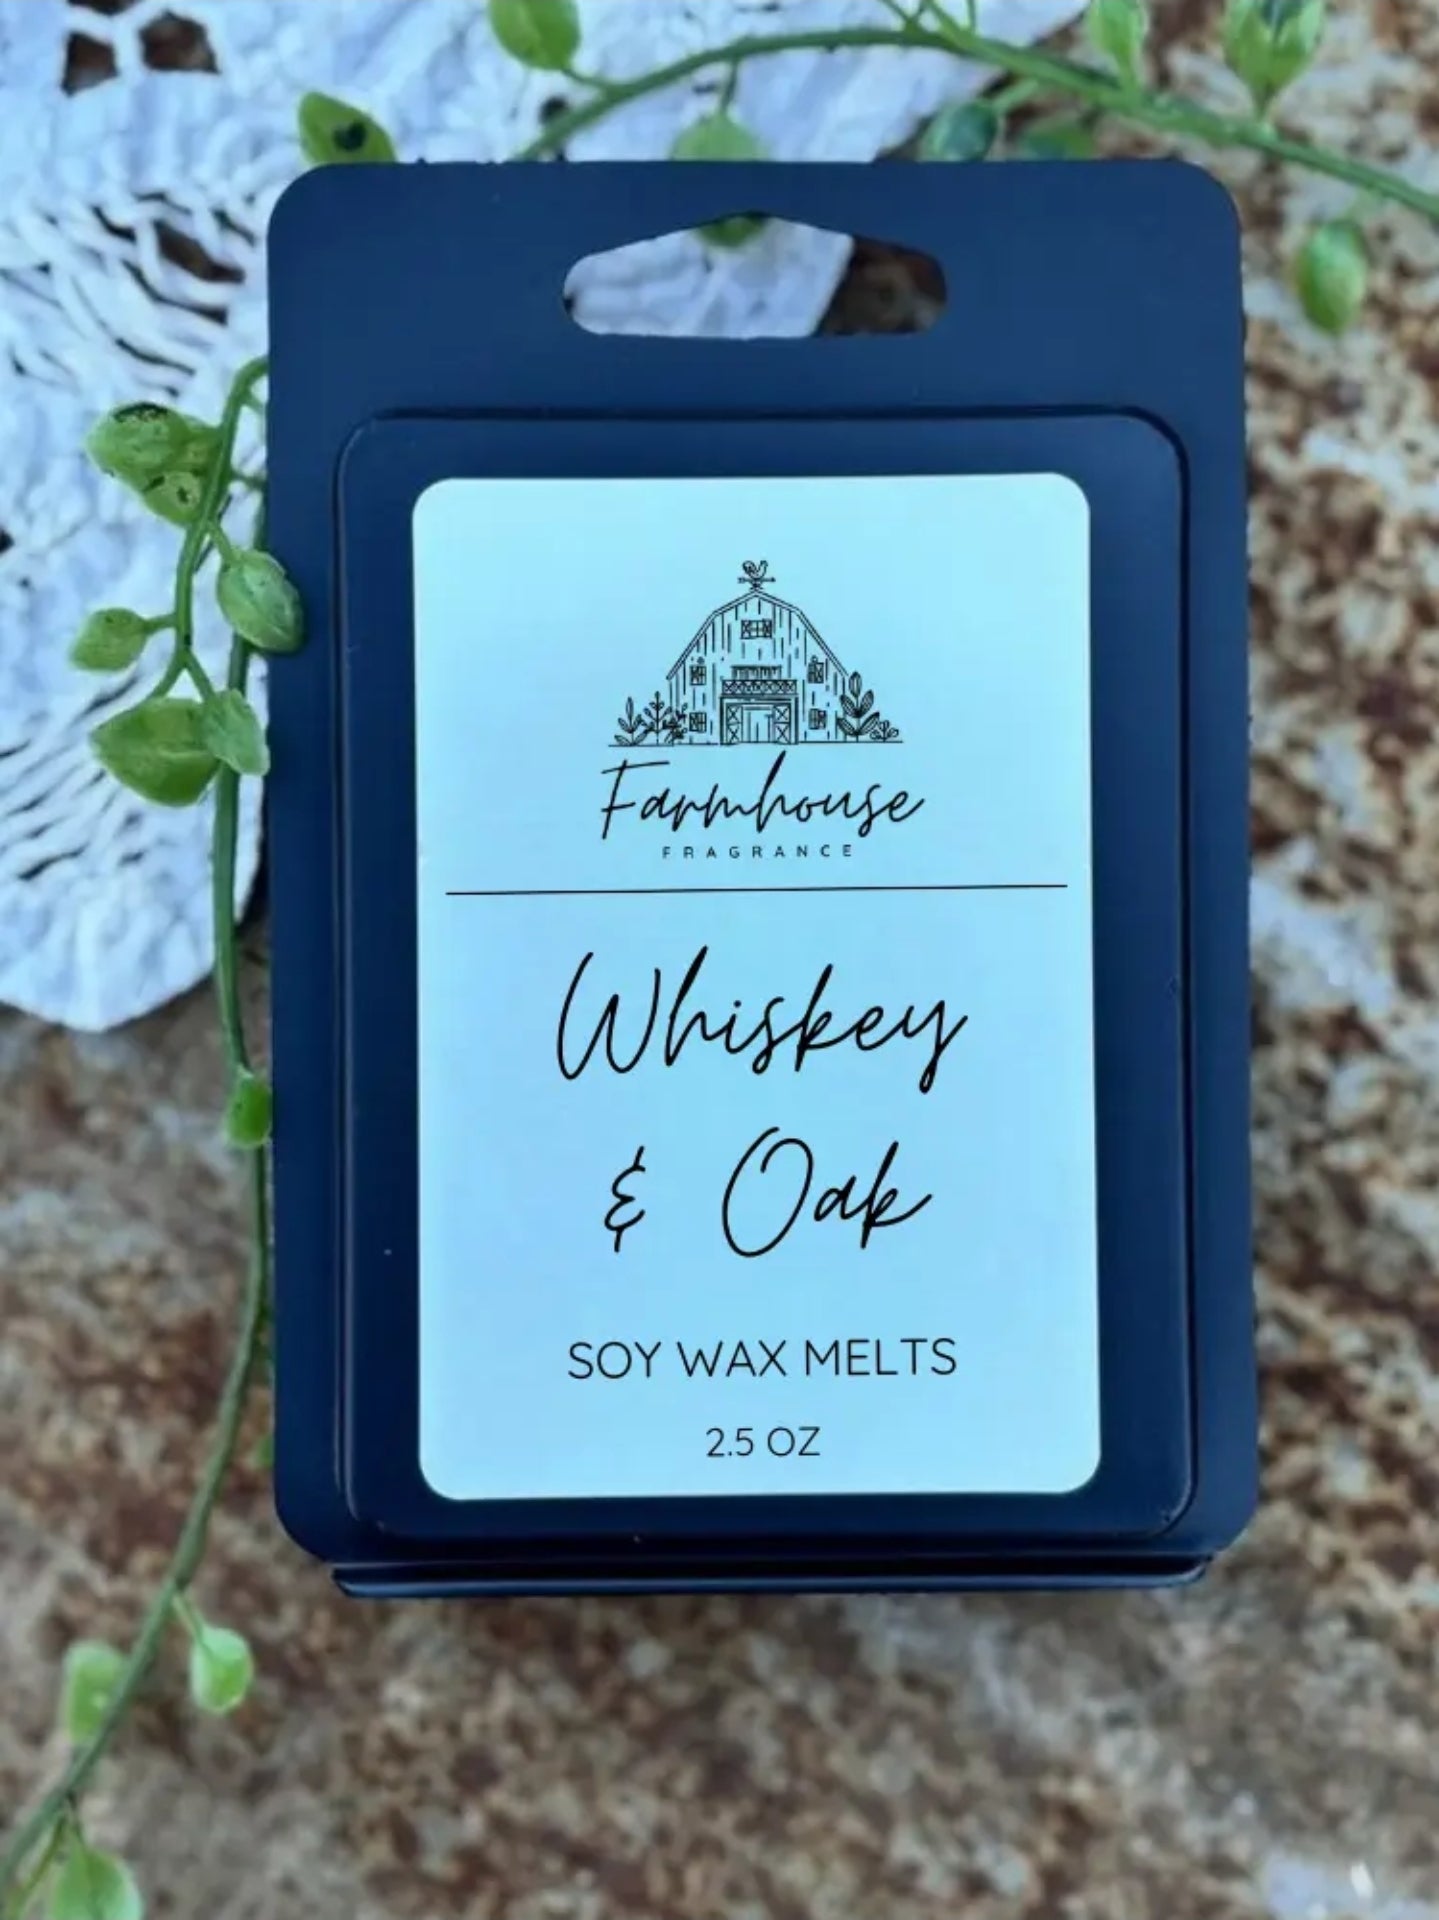 Farmhouse
FRAGRANCE
Whiskey
& Oak
SOY WAX MELTS
2.5 OZ